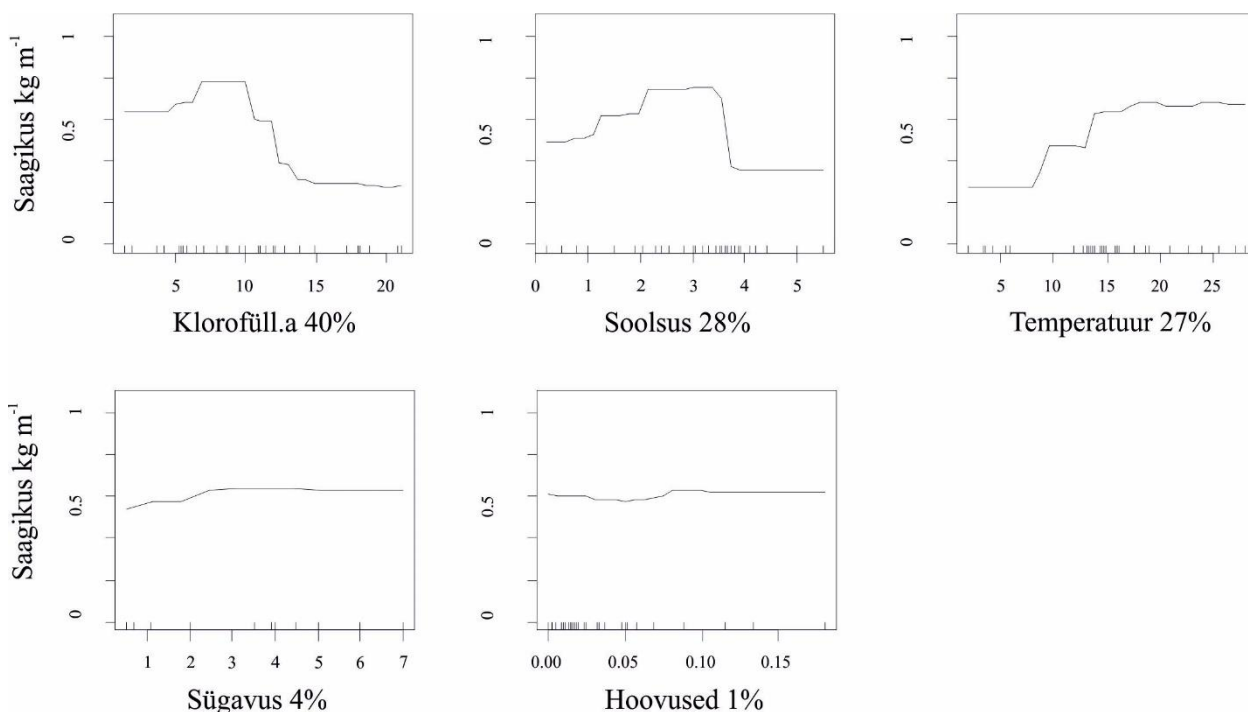 Saagikus kg m⁻¹
1
0.5
0
5 10 15 20
Klorofüll.a 40%
1
0.5
0
0 1 2 3 4 5
Soolsus 28%
1
0.5
0
5 10 15 20 25
Temperatuur 27%
Saagikus kg m⁻¹
1
0.5
0
1 2 3 4 5 6 7
Sügavus 4%
1
0.5
0
0.00 0.05 0.10 0.15
Hoovused 1%